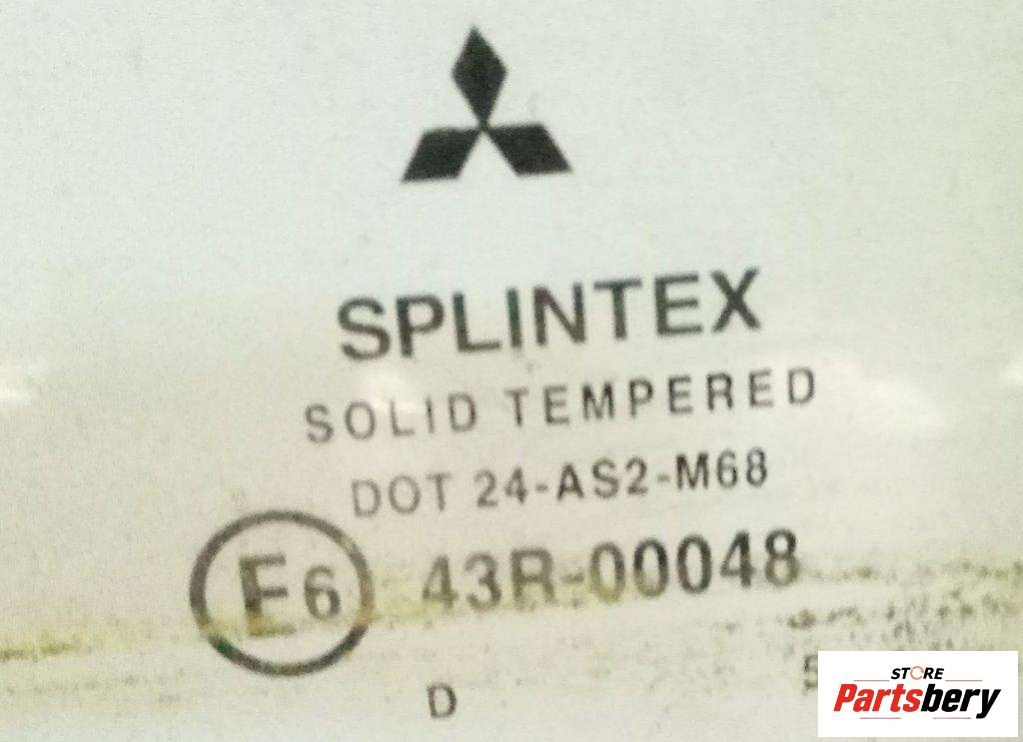 SPLINTEX
SOLID TEMPERED
DOT 24-AS2-M68
E6 43R-00048
D
STORE
Partsbery